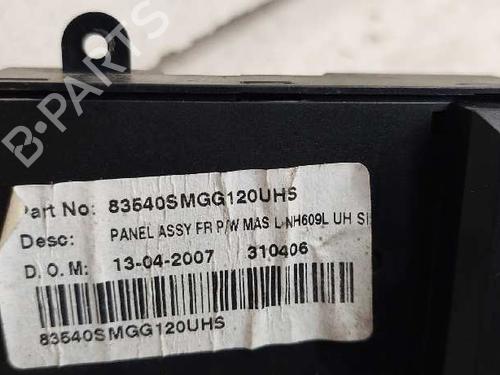 Part No: 83540SMGG120UHS
Desc: PANEL ASSY FR P/W MAS L-NH609L UH
D.O.M: 13-04-2007 310406
83540SMGG120UHS
B-PARTS